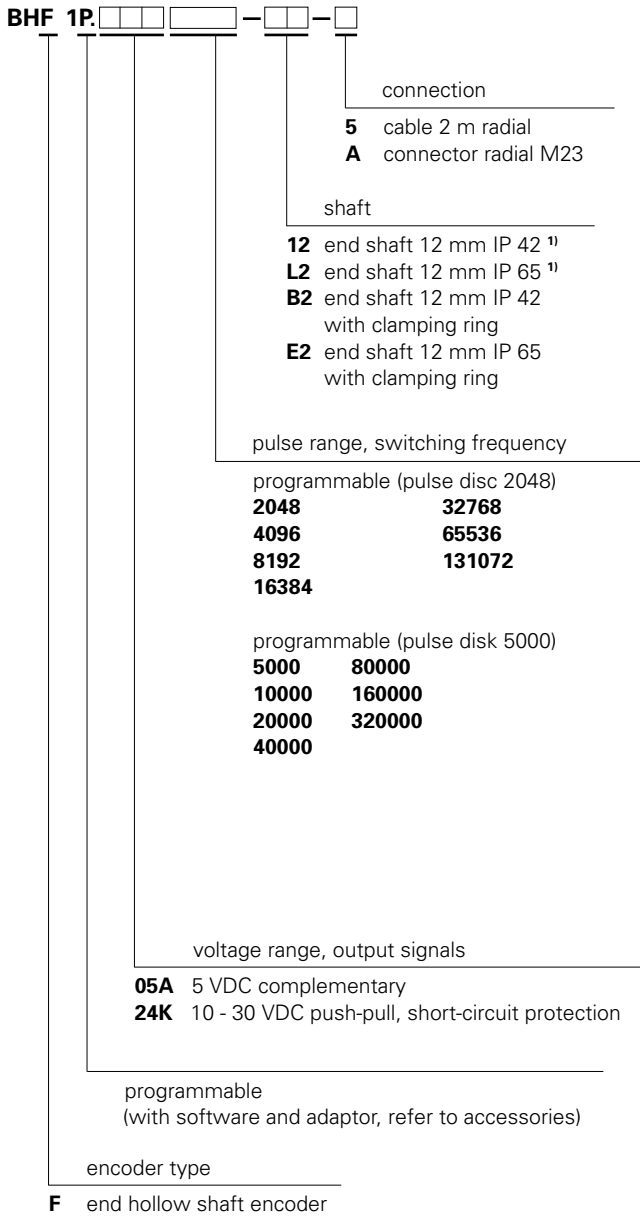 BHF 1P. – –
connection
5 cable 2 m radial
A connector radial M23
shaft
12 end shaft 12 mm IP 42 1)
L2 end shaft 12 mm IP 65 1)
B2 end shaft 12 mm IP 42
with clamping ring
E2 end shaft 12 mm IP 65
with clamping ring
pulse range, switching frequency
programmable (pulse disc 2048)
2048 32768
4096 65536
8192 131072
16384
programmable (pulse disk 5000)
5000 80000
10000 160000
20000 320000
40000
voltage range, output signals
05A 5 VDC complementary
24K 10 - 30 VDC push-pull, short-circuit protection
programmable
(with software and adaptor, refer to accessories)
encoder type
F end hollow shaft encoder